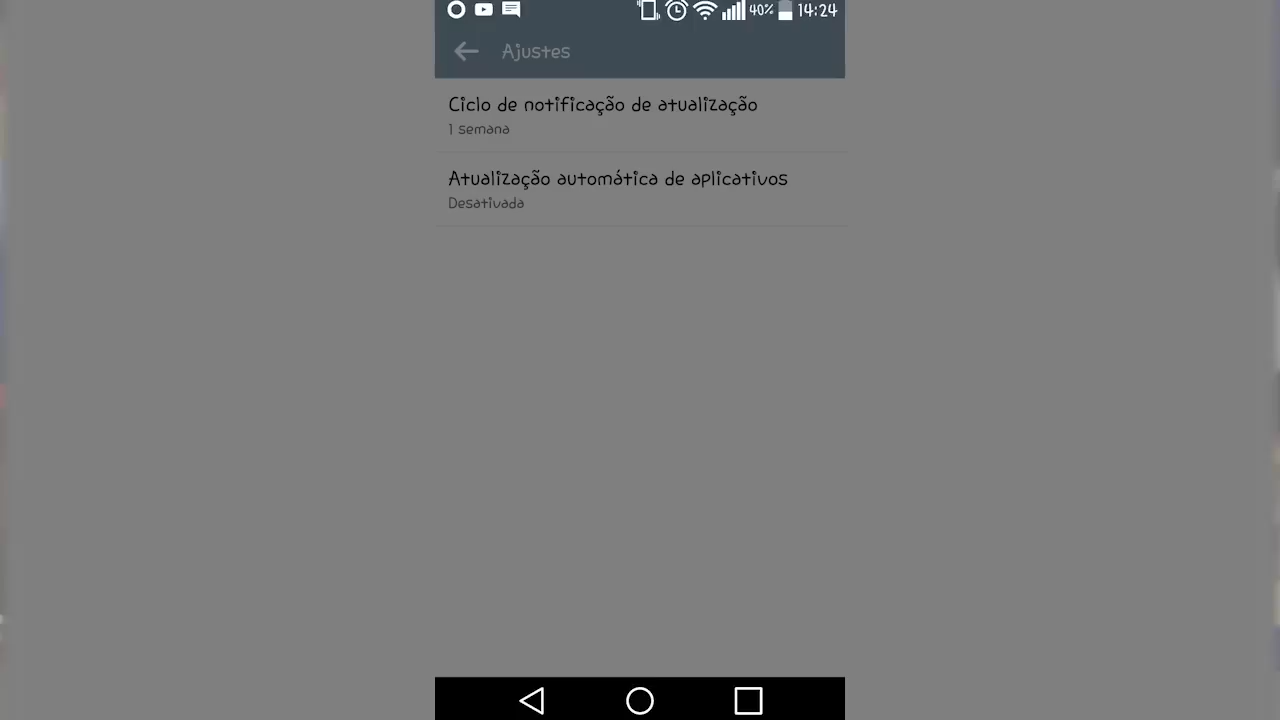 40% 14:24
Ajustes
Ciclo de notificação de atualização
1 semana
Atualização automática de aplicativos
Desativada